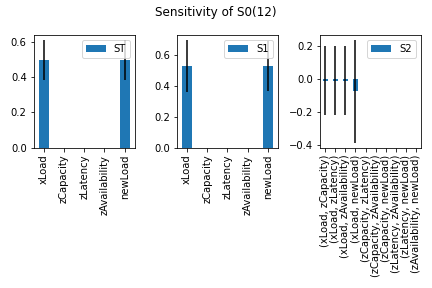 Sensitivity of S0(12)
ST
0.6
0.4
0.2
0.0
xLoad
zCapacity
zLatency
zAvailability
newLoad
S1
0.6
0.4
0.2
0.0
xLoad
zCapacity
zLatency
zAvailability
newLoad
S2
0.2
0.0
−0.2
−0.4
(xLoad, zCapacity)
(xLoad, zLatency)
(xLoad, zAvailability)
(xLoad, newLoad)
(zCapacity, zLatency)
(zCapacity, zAvailability)
(zCapacity, newLoad)
(zLatency, zAvailability)
(zLatency, newLoad)
(zAvailability, newLoad)